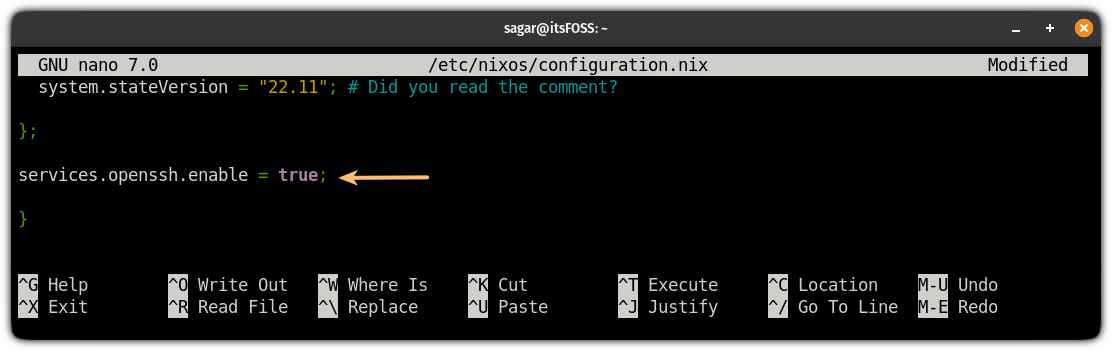 sagar@itsFOSS: ~
GNU nano 7.0 /etc/nixos/configuration.nix Modified
system.stateVersion = "22.11"; # Did you read the comment?
};
services.openssh.enable = true;
}
^G Help ^O Write Out ^W Where Is ^K Cut ^T Execute ^C Location M-U Undo
^X Exit ^R Read File ^\ Replace ^U Paste ^J Justify ^/ Go To Line M-E Redo